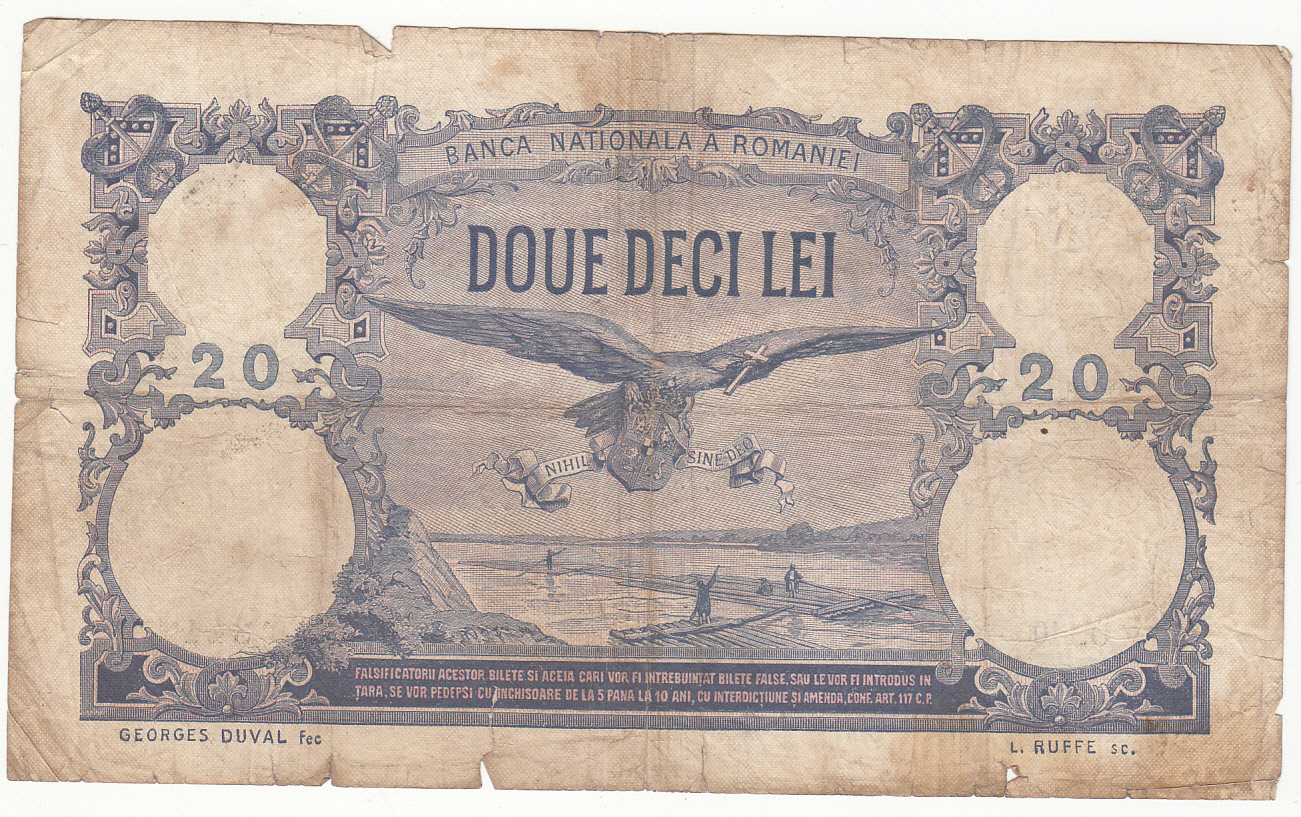 BANCA NATIONALA A ROMANIEI
DOUE DECI LEI
20
20
NIHIL SINE DEO
FALSIFICATORII ACESTOR BILETE SI ACEIA CARI VOR FI INTREBUINTAT BILETE FALSE, SAU LE VOR FI INTRODUS IN
ȚARA, SE VOR PEDEPSI CU INCHISOARE DE LA 5 PANA LA 10 ANI, CU INTERDICȚIUNE ȘI AMENDA, CONF. ART. 117 C.P.
GEORGES DUVAL fec
L. RUFFE sc.